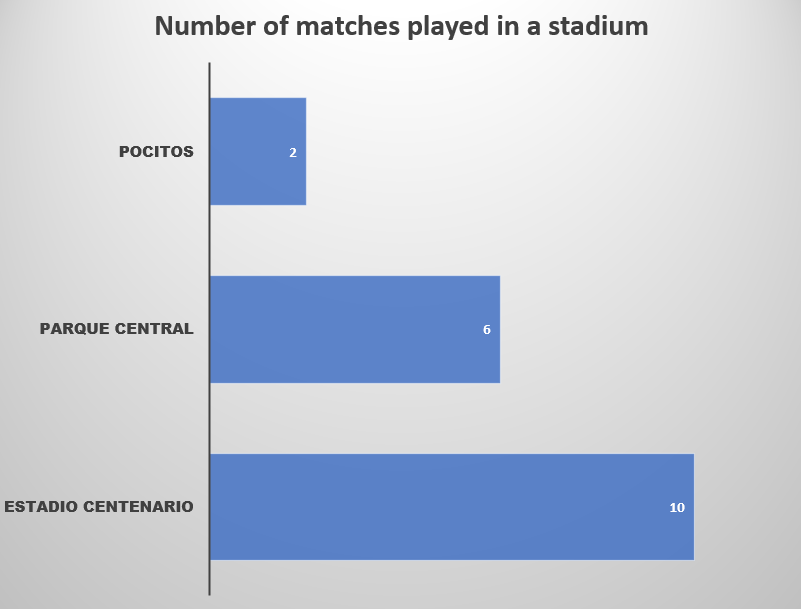 Number of matches played in a stadium
POCITOS
2
PARQUE CENTRAL
6
ESTADIO CENTENARIO
10